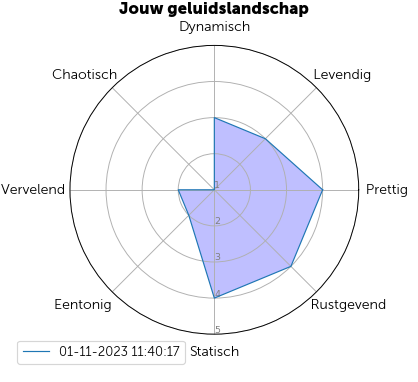 Jouw geluidslandschap
Dynamisch
Chaotisch
Levendig
Vervelend
1
Prettig
2
3
4
Eentonig
Rustgevend
5
01-11-2023 11:40:17
Statisch